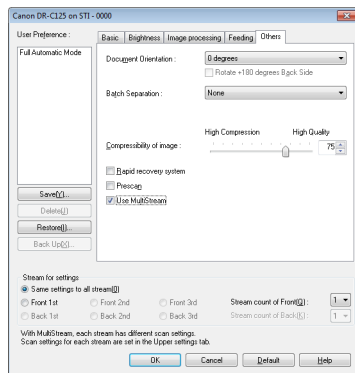 Canon DR-C125 on STI - 0000
User Preference :
Full Automatic Mode
Save(Y)...
Delete(J)
Restore(I)...
Back Up(X)...
Basic Brightness Image processing Feeding Others
Document Orientation : 0 degrees
Rotate +180 degrees Back Side
Batch Separation : None
High Compression High Quality
Compressibility of image : 75
Rapid recovery system
Prescan
Use MultiStream
Stream for settings
Same settings to all stream(0)
Front 1st Front 2nd Front 3rd Stream count of Front(G) : 1
Back 1st Back 2nd Back 3rd Stream count of Back(K) : 1
With MultiStream, each stream has different scan settings.
Scan settings for each stream are set in the Upper settings tab.
OK Cancel Default Help